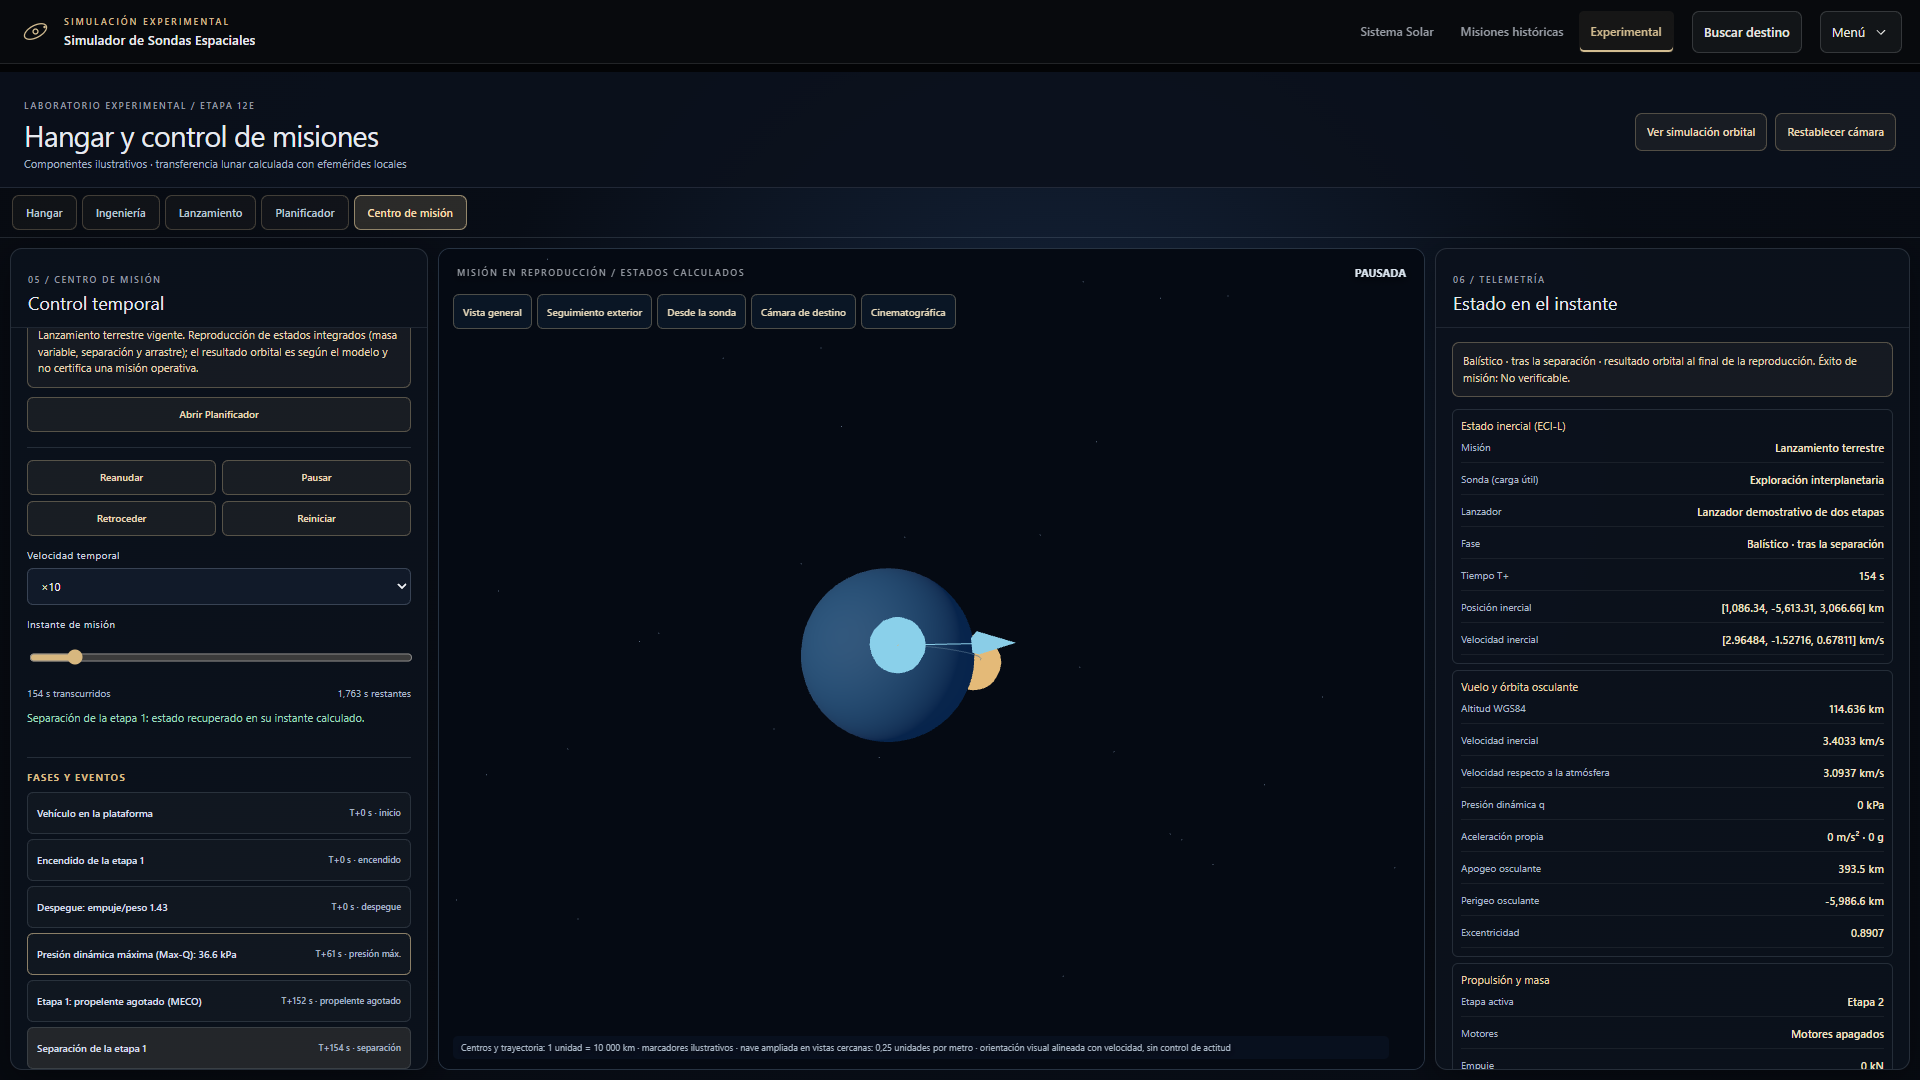 SIMULACIÓN EXPERIMENTAL
Simulador de Sondas Espaciales
Sistema Solar
Misiones históricas
Experimental
Buscar destino
Menú
LABORATORIO EXPERIMENTAL / ETAPA 12E
Hangar y control de misiones
Componentes ilustrativos · transferencia lunar calculada con efemérides locales
Ver simulación orbital
Restablecer cámara
Hangar
Ingeniería
Lanzamiento
Planificador
Centro de misión
05 / CENTRO DE MISIÓN
Control temporal
Lanzamiento terrestre vigente. Reproducción de estados integrados (masa
variable, separación y arrastre); el resultado orbital es según el modelo y
no certifica una misión operativa.
Abrir Planificador
Reanudar
Pausar
Retroceder
Reiniciar
Velocidad temporal
×10
Instante de misión
154 s transcurridos
1,763 s restantes
Separación de la etapa 1: estado recuperado en su instante calculado.
FASES Y EVENTOS
Vehículo en la plataforma
T+0 s · inicio
Encendido de la etapa 1
T+0 s · encendido
Despegue: empuje/peso 1.43
T+0 s · despegue
Presión dinámica máxima (Max-Q): 36.6 kPa
T+61 s · presión máx.
Etapa 1: propelente agotado (MECO)
T+152 s · propelente agotado
Separación de la etapa 1
T+154 s · separación
MISIÓN EN REPRODUCCIÓN / ESTADOS CALCULADOS
PAUSADA
Vista general
Seguimiento exterior
Desde la sonda
Cámara de destino
Cinematográfica
Centros y trayectoria: 1 unidad = 10 000 km · marcadores ilustrativos · nave ampliada en vistas cercanas: 0,25 unidades por metro · orientación visual alineada con velocidad, sin control de actitud
06 / TELEMETRÍA
Estado en el instante
Balístico · tras la separación · resultado orbital al final de la reproducción. Éxito de
misión: No verificable.
Estado inercial (ECI-L)
Misión
Lanzamiento terrestre
Sonda (carga útil)
Exploración interplanetaria
Lanzador
Lanzador demostrativo de dos etapas
Fase
Balístico · tras la separación
Tiempo T+
154 s
Posición inercial
[1,086.34, -5,613.31, 3,066.66] km
Velocidad inercial
[2.96484, -1.52716, 0.67811] km/s
Vuelo y órbita osculante
Altitud WGS84
114.636 km
Velocidad inercial
3.4033 km/s
Velocidad respecto a la atmósfera
3.0937 km/s
Presión dinámica q
0 kPa
Aceleración propia
0 m/s² · 0 g
Apogeo osculante
393.5 km
Perigeo osculante
-5,986.6 km
Excentricidad
0.8907
Propulsión y masa
Etapa activa
Etapa 2
Motores
Motores apagados
Empuje
0 kN